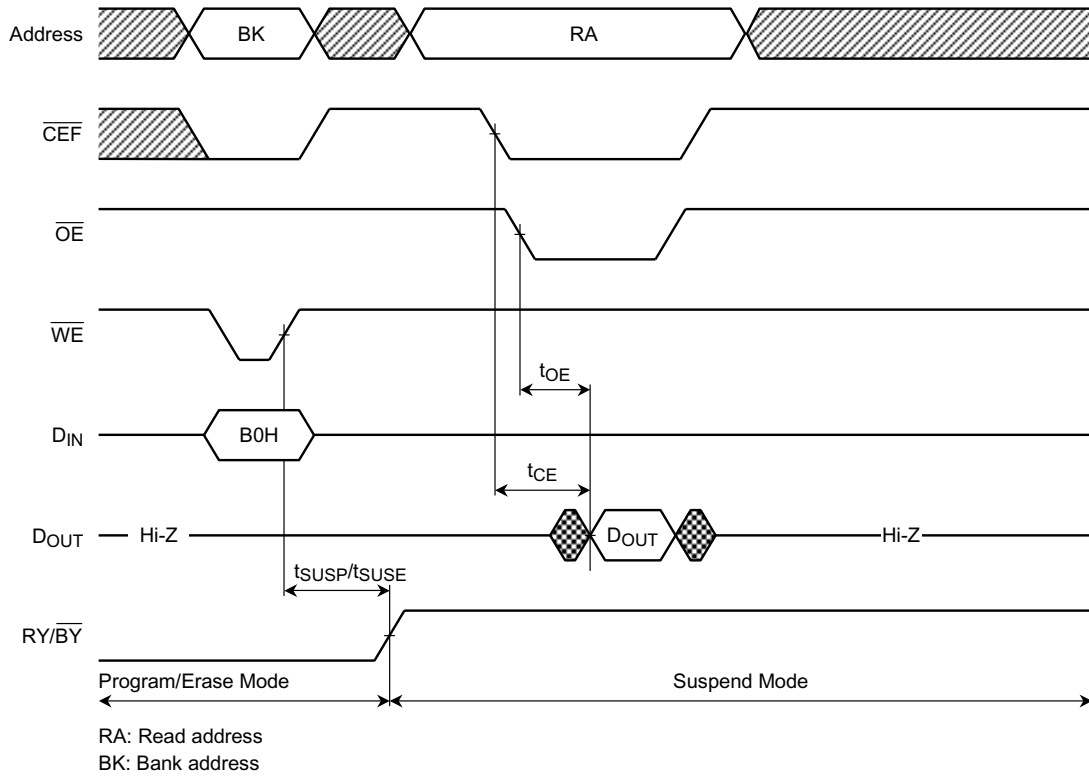 Address
BK
RA
CEF
OE
WE
tOE
DIN
B0H
tCE
DOUT
Hi-Z
DOUT
Hi-Z
tSUSP/tSUSE
RY/BY
Program/Erase Mode
Suspend Mode
RA: Read address
BK: Bank address